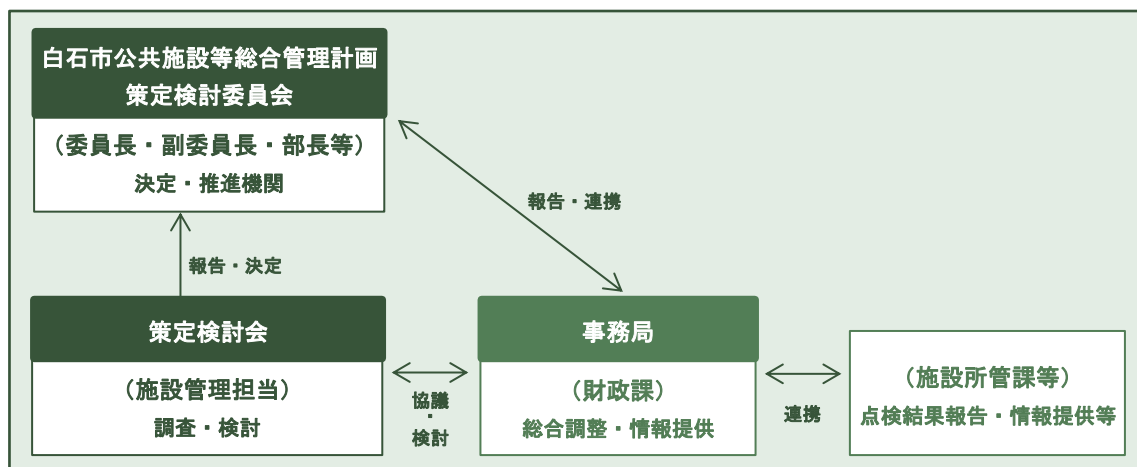 白石市公共施設等総合管理計画
策定検討委員会
（委員長・副委員長・部長等）
決定・推進機関
報告・連携
報告・決定
策定検討会
（施設管理担当）
調査・検討
協議
・
検討
事務局
（財政課）
総合調整・情報提供
連携
（施設所管課等）
点検結果報告・情報提供等